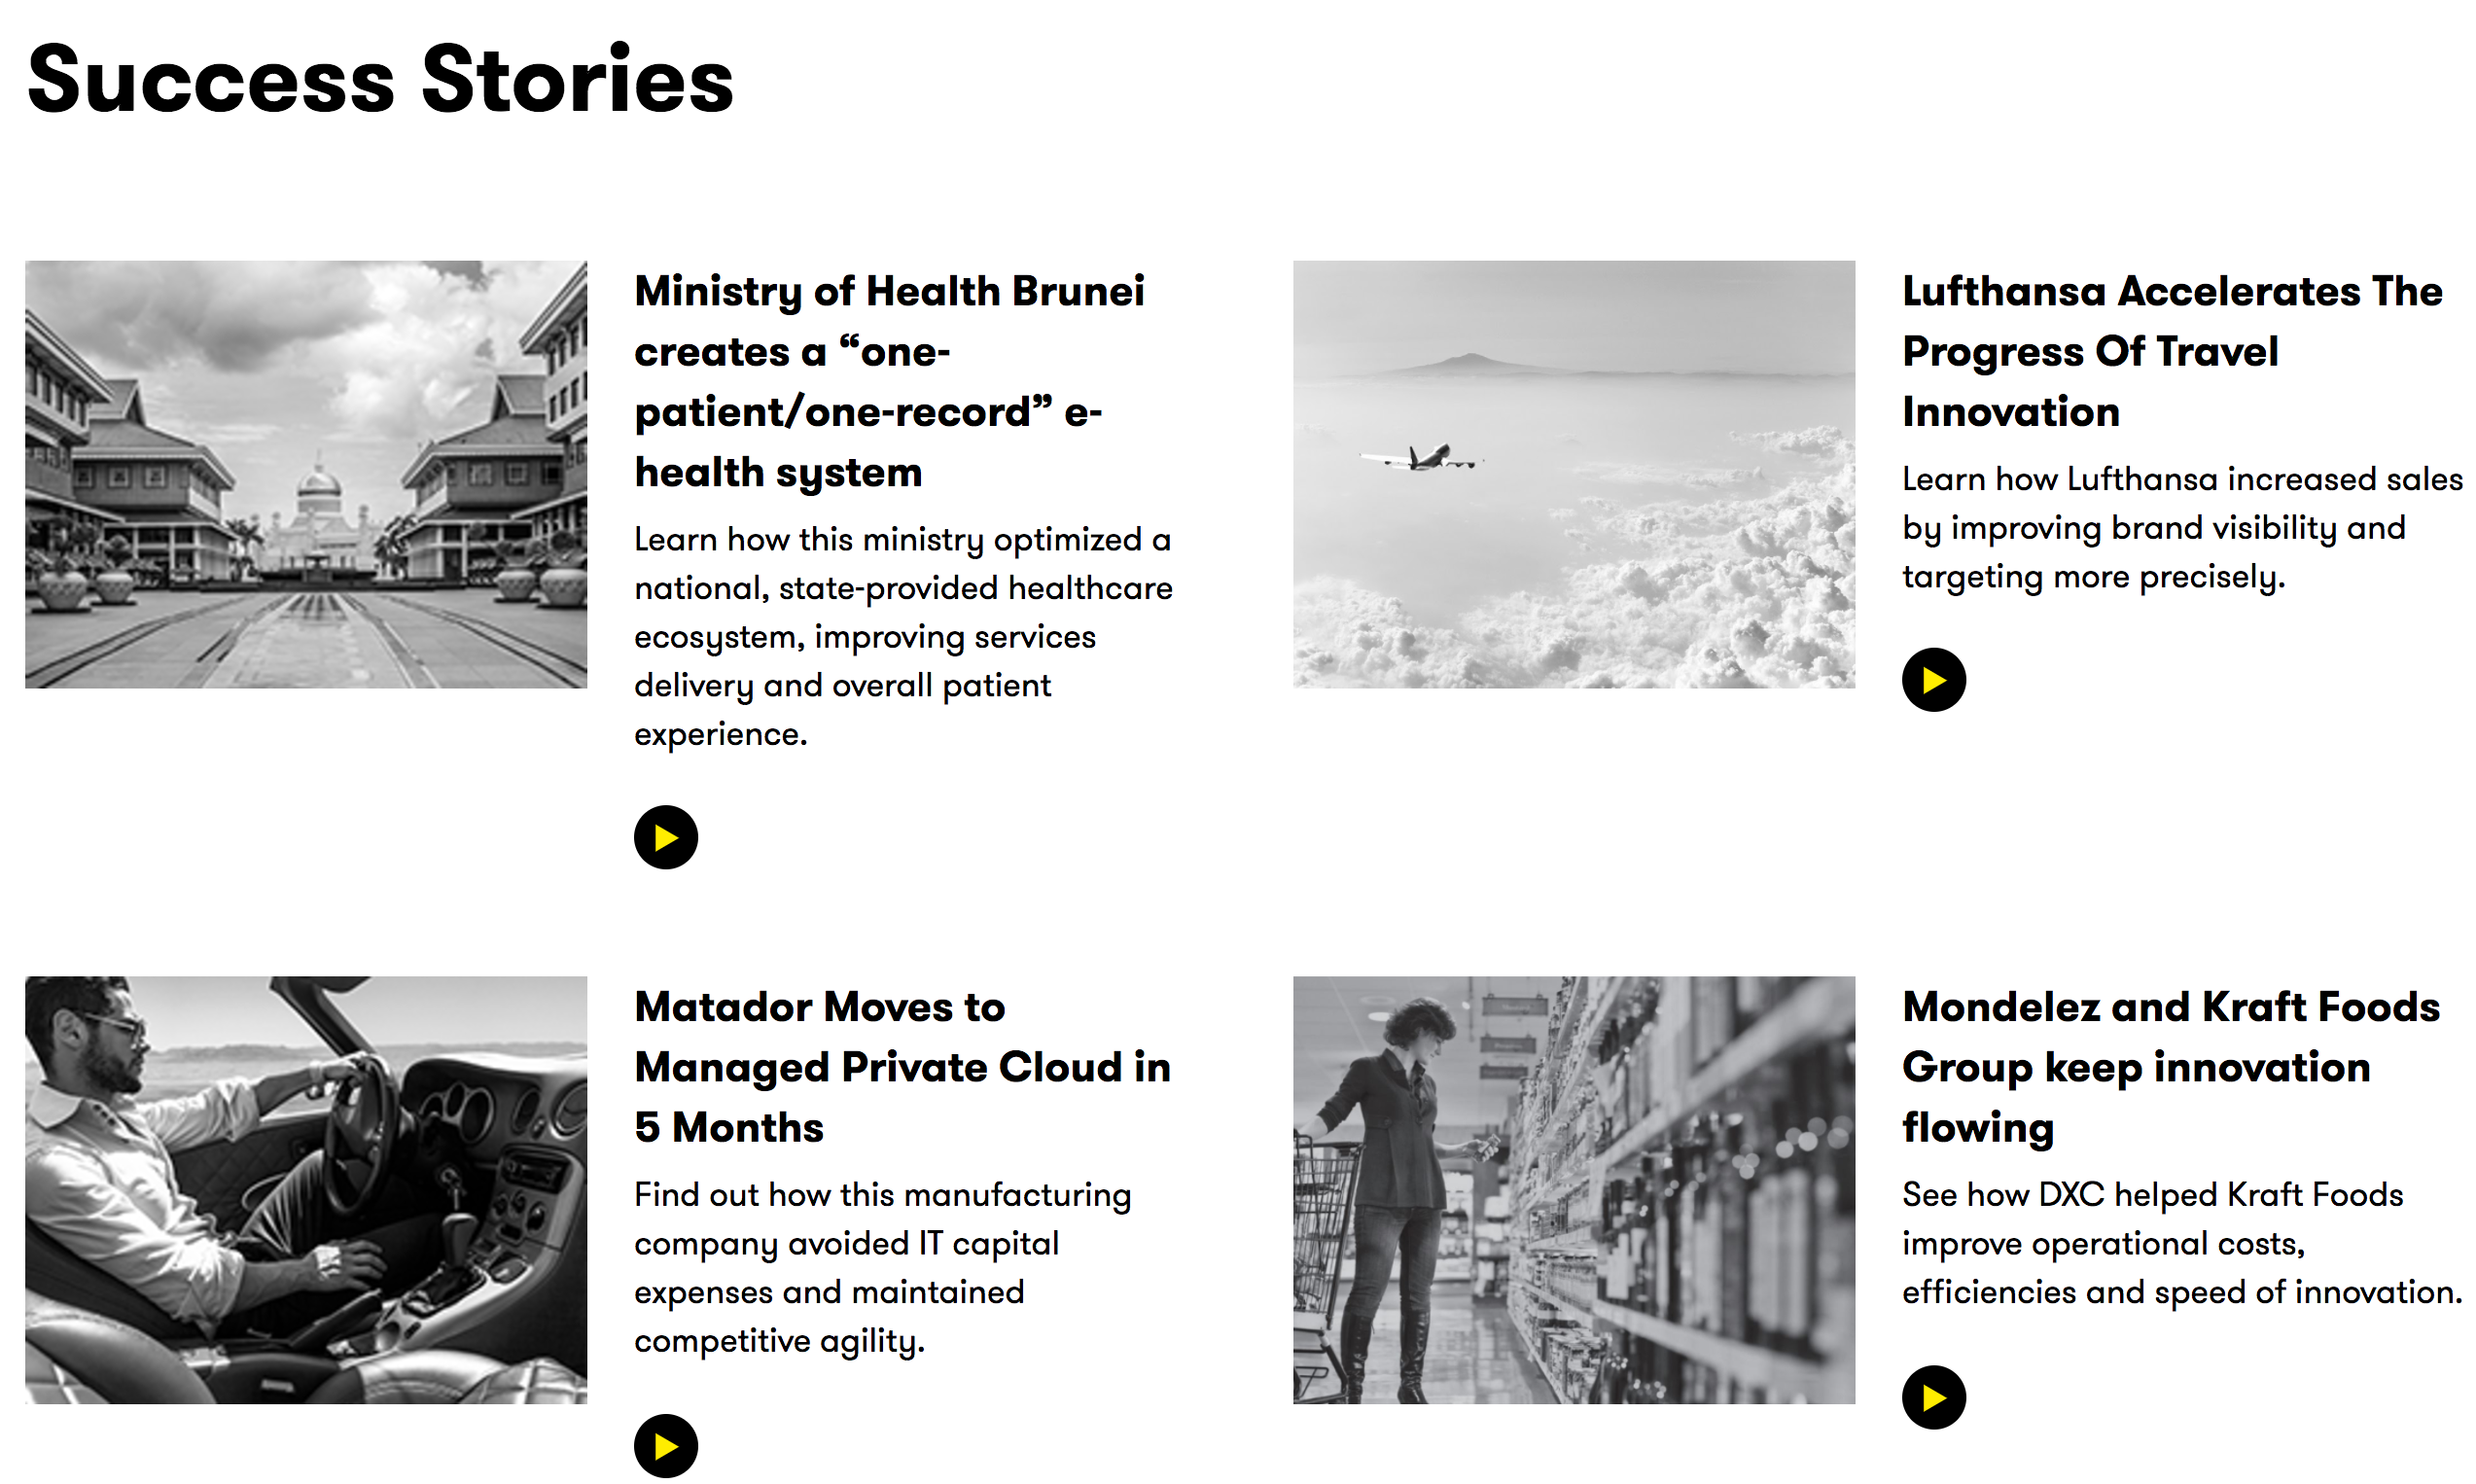 Success Stories
Ministry of Health Brunei
creates a “one-
patient/one-record” e-
health system
Learn how this ministry optimized a
national, state-provided healthcare
ecosystem, improving services
delivery and overall patient
experience.
Lufthansa Accelerates The
Progress Of Travel
Innovation
Learn how Lufthansa increased sales
by improving brand visibility and
targeting more precisely.
Matador Moves to
Managed Private Cloud in
5 Months
Find out how this manufacturing
company avoided IT capital
expenses and maintained
competitive agility.
Mondelez and Kraft Foods
Group keep innovation
flowing
See how DXC helped Kraft Foods
improve operational costs,
efficiencies and speed of innovation.